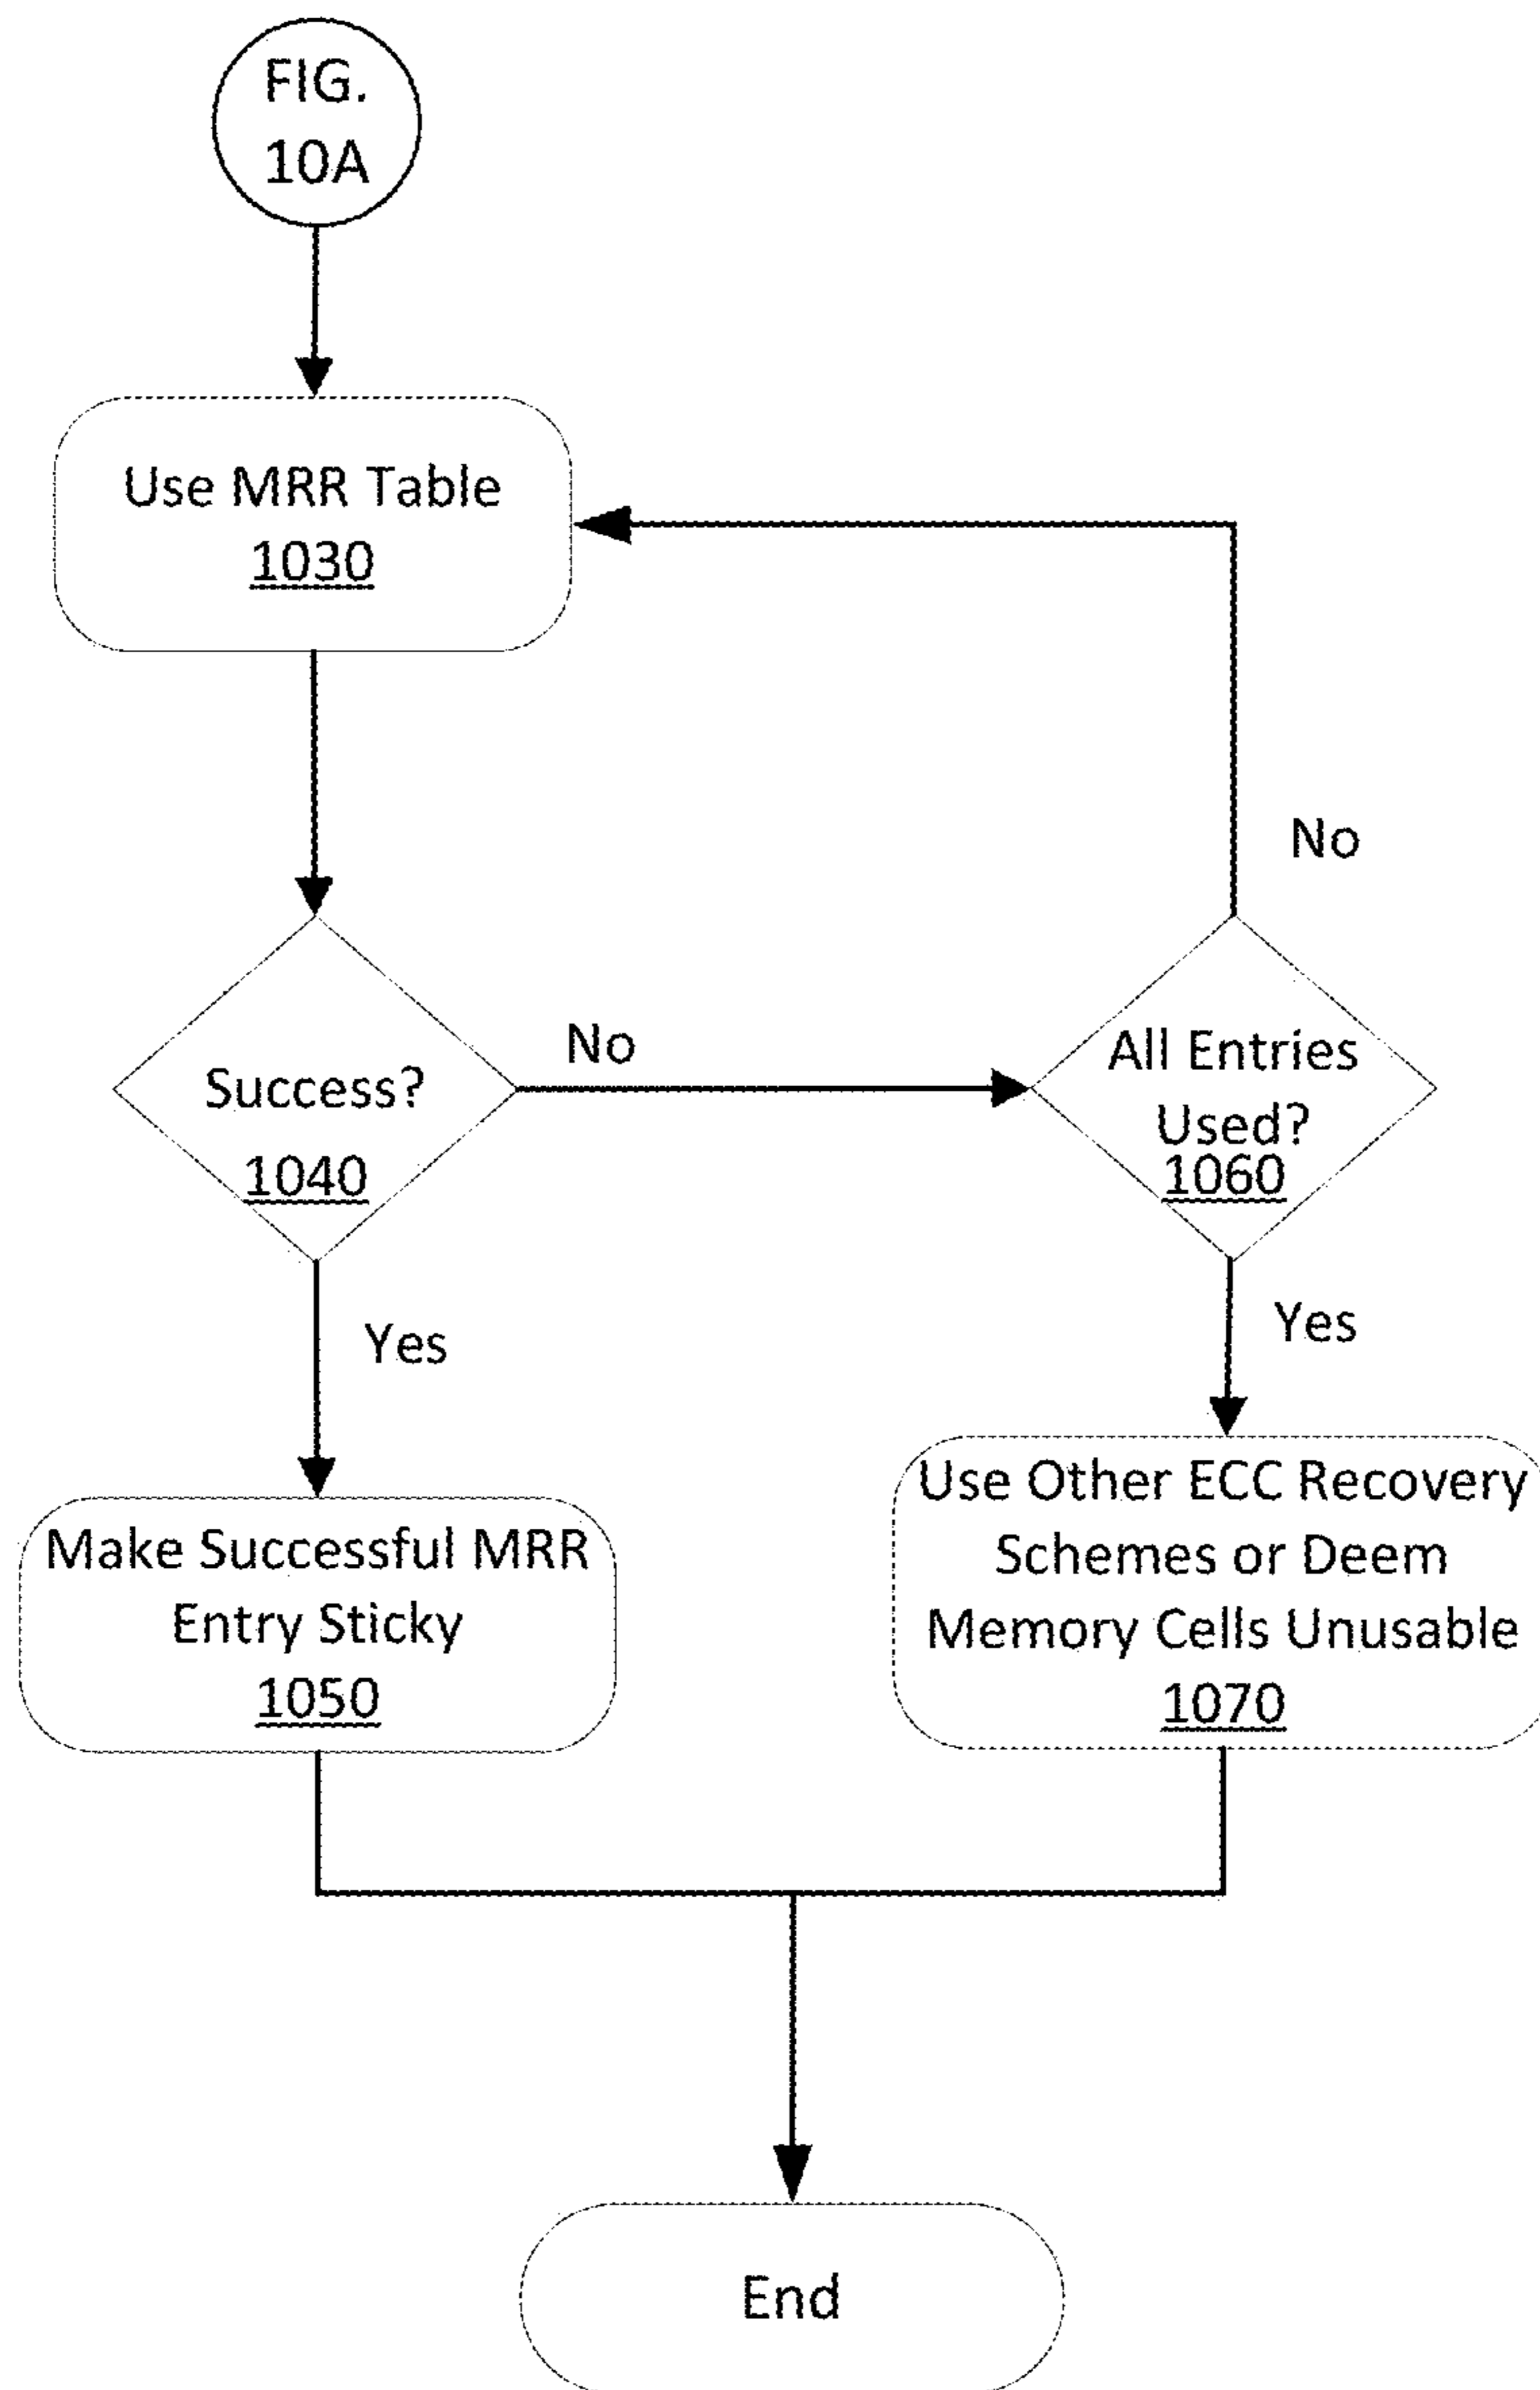 FIG.
10A
Use MRR Table
1030
No
Success?
1040
No
All Entries
Used?
1060
Yes
Yes
Make Successful MRR
Entry Sticky
1050
Use Other ECC Recovery
Schemes or Deem
Memory Cells Unusable
1070
End